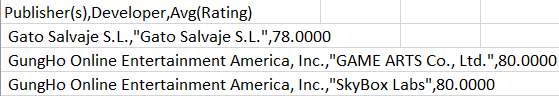 Publisher(s),Developer,Avg(Rating)
Gato Salvaje S.L.,"Gato Salvaje S.L.",78.0000
GungHo Online Entertainment America, Inc.,"GAME ARTS Co., Ltd.",80.0000
GungHo Online Entertainment America, Inc.,"SkyBox Labs",80.0000